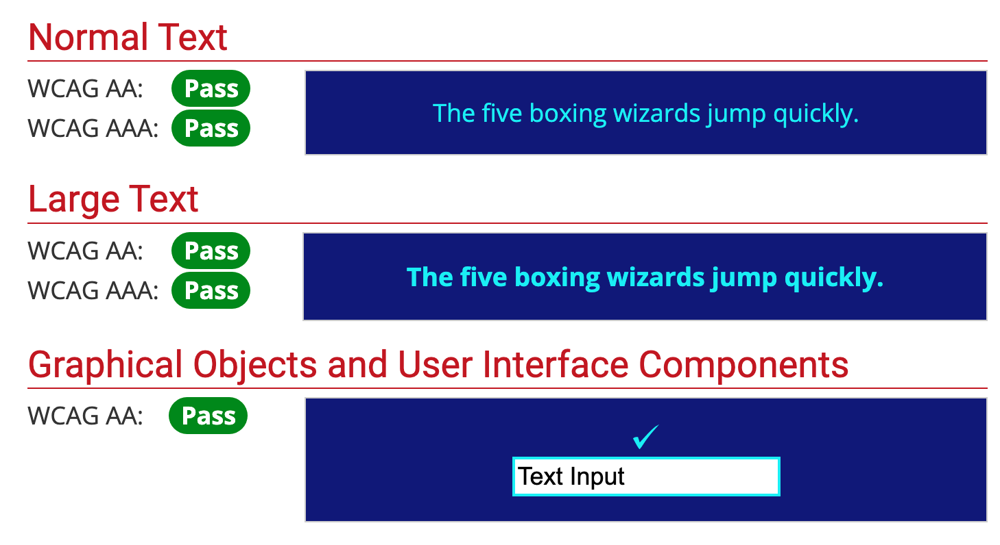 Normal Text
WCAG AA: Pass
WCAG AAA: Pass
The five boxing wizards jump quickly.
Large Text
WCAG AA: Pass
WCAG AAA: Pass
The five boxing wizards jump quickly.
Graphical Objects and User Interface Components
WCAG AA: Pass
✓
Text Input